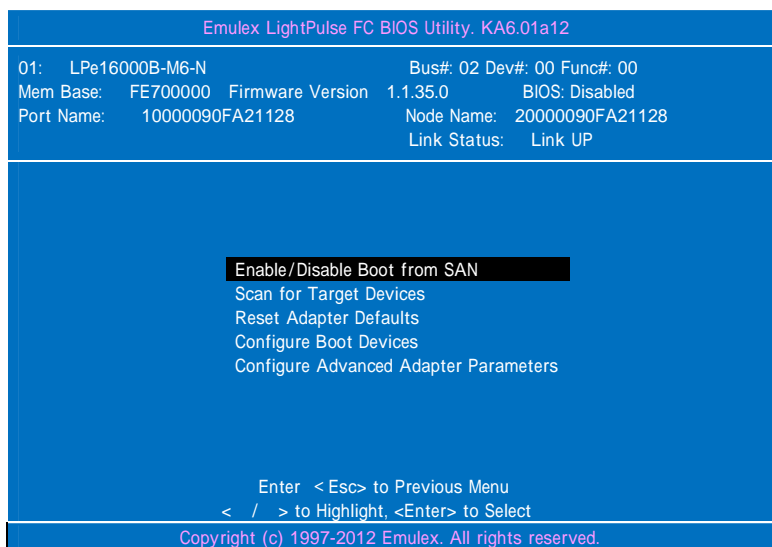 Emulex LightPulse FC BIOS Utility. KA6.01a12
01: LPe16000B-M6-N Bus#: 02 Dev#: 00 Func#: 00
Mem Base: FE700000 Firmware Version 1.1.35.0 BIOS: Disabled
Port Name: 10000090FA21128 Node Name: 20000090FA21128
Link Status: Link UP
Enable/Disable Boot from SAN
Scan for Target Devices
Reset Adapter Defaults
Configure Boot Devices
Configure Advanced Adapter Parameters
Enter <Esc> to Previous Menu
< / > to Highlight, <Enter> to Select
Copyright (c) 1997-2012 Emulex. All rights reserved.